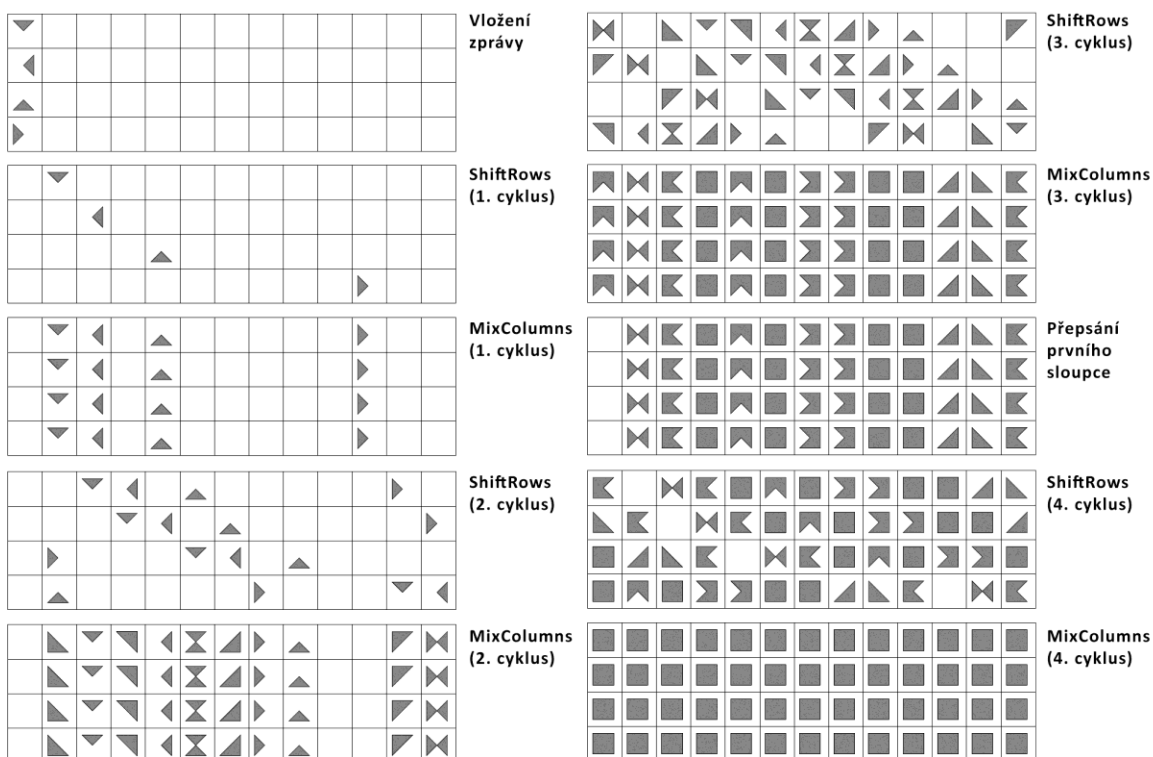 Vložení
zprávy
ShiftRows
(1. cyklus)
MixColumns
(1. cyklus)
ShiftRows
(2. cyklus)
MixColumns
(2. cyklus)
ShiftRows
(3. cyklus)
MixColumns
(3. cyklus)
Přepsání
prvního
sloupce
ShiftRows
(4. cyklus)
MixColumns
(4. cyklus)